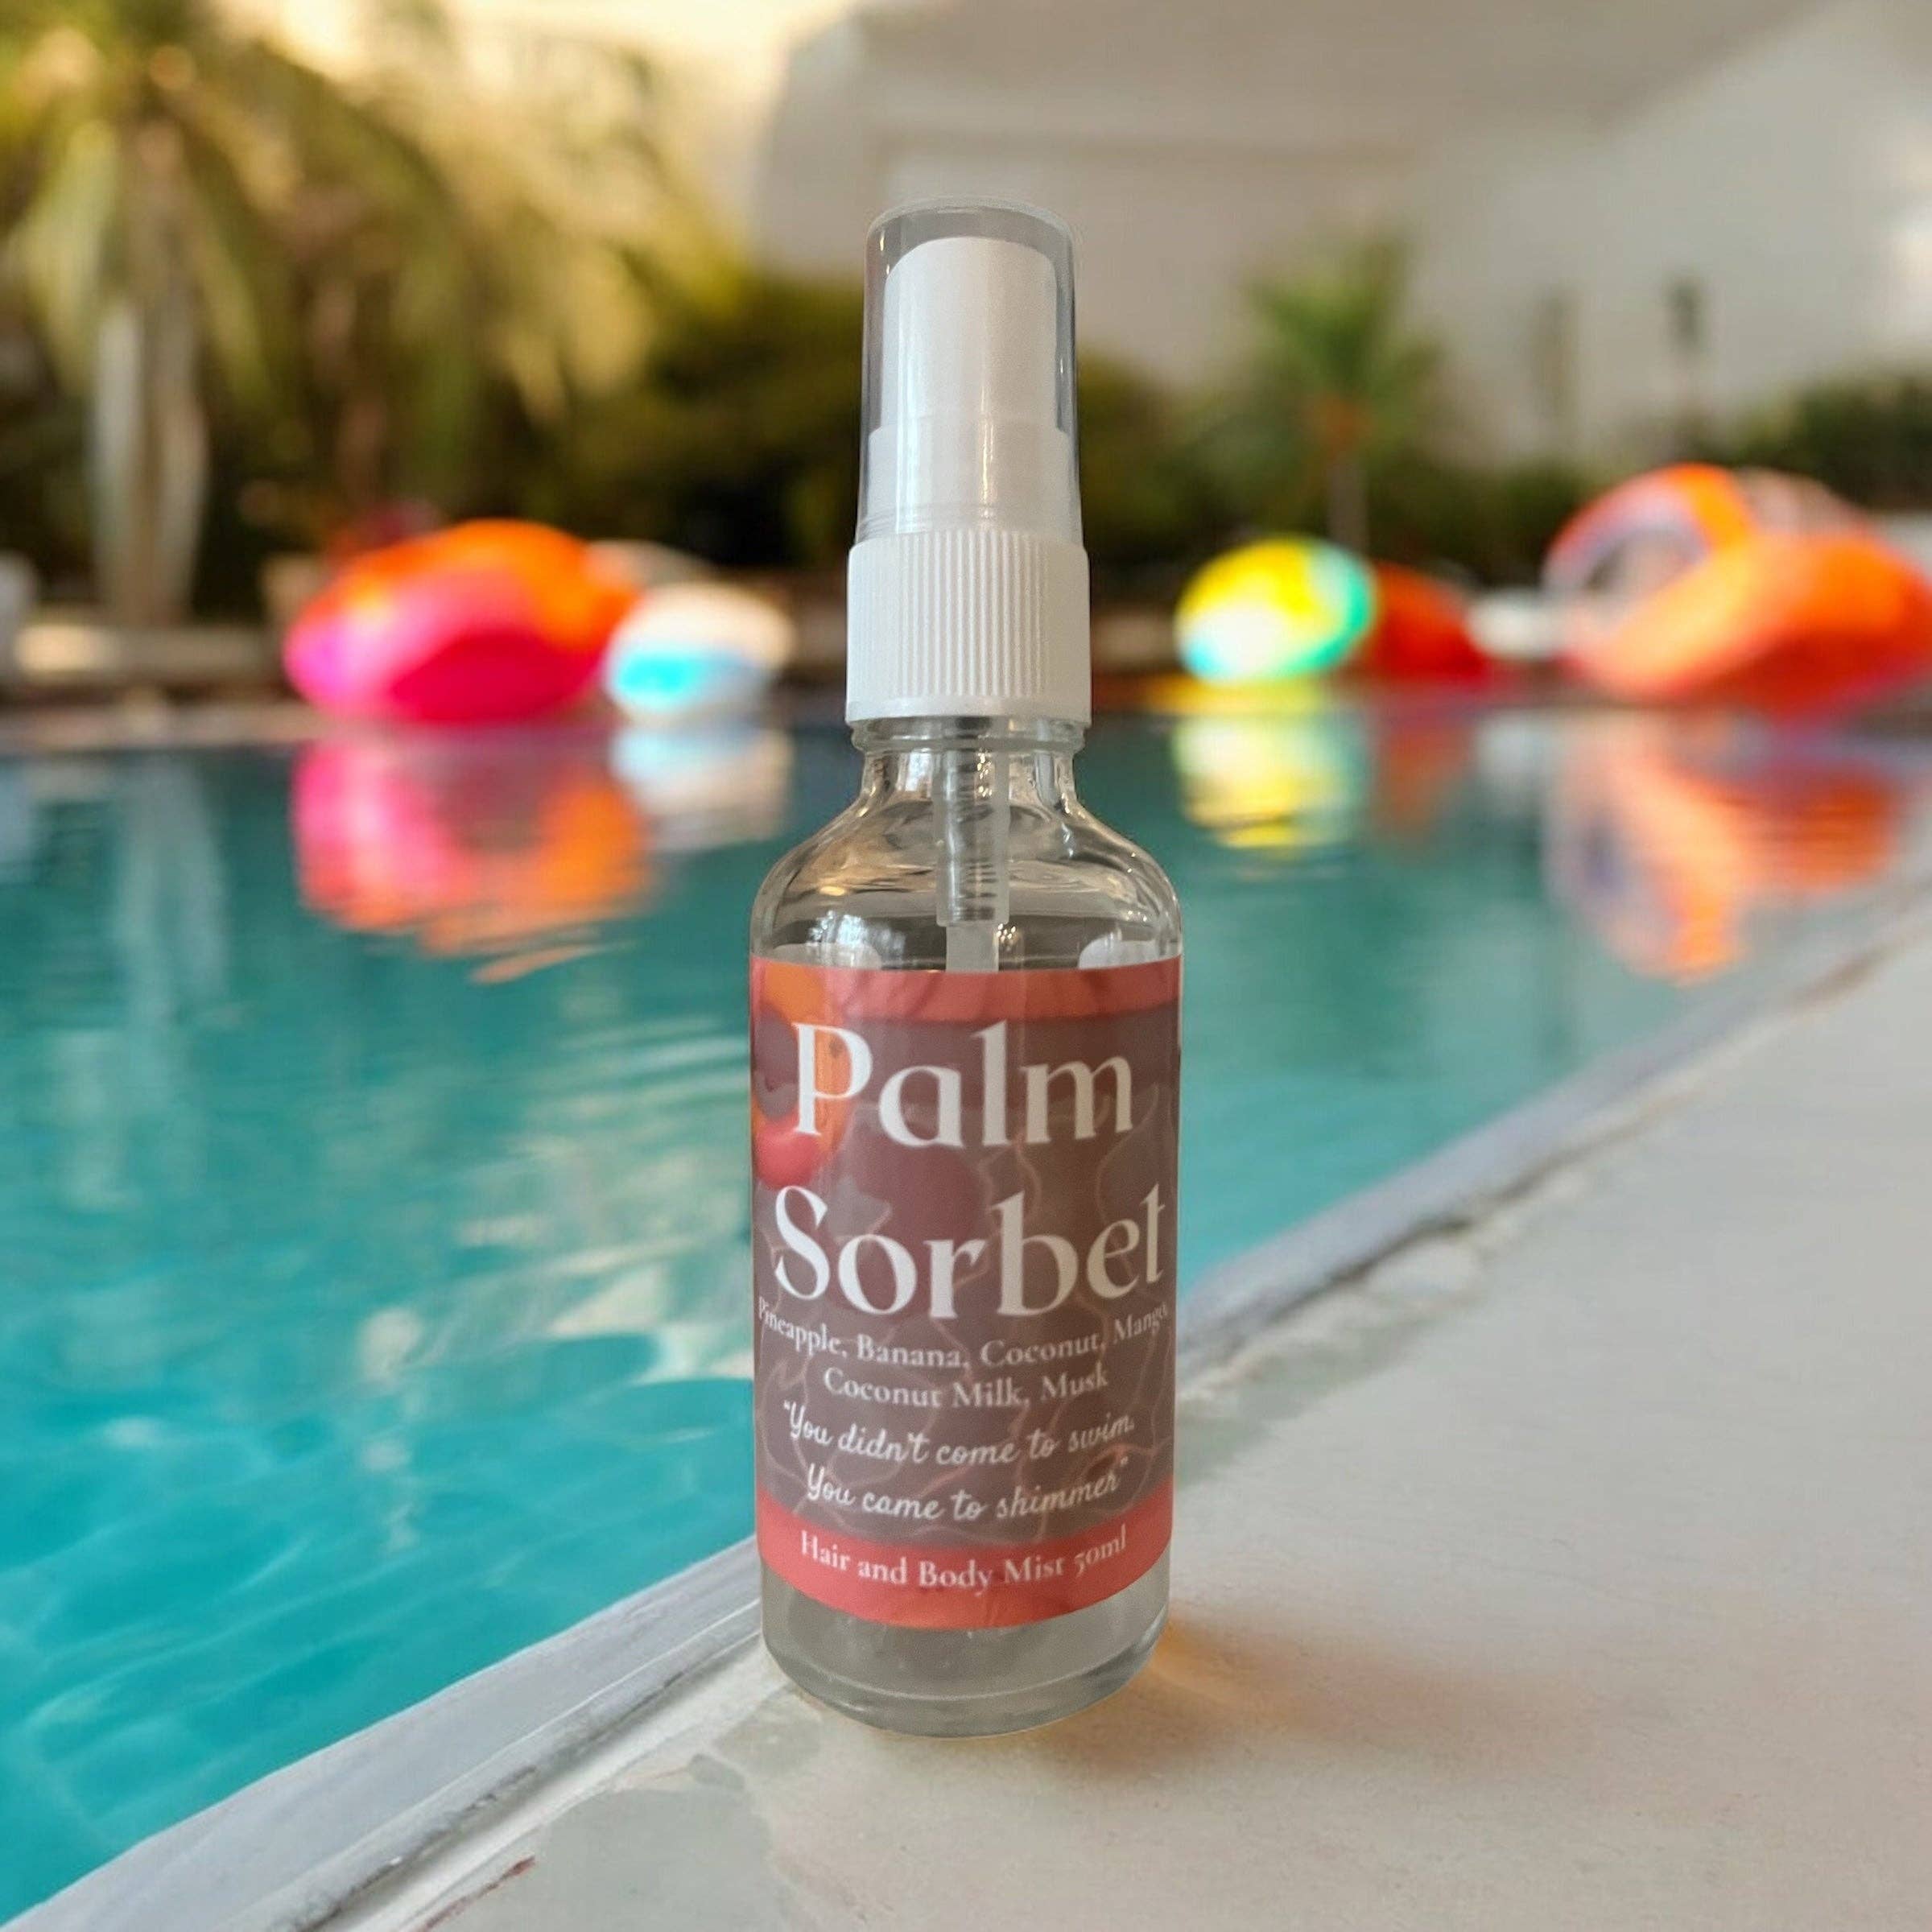 Palm
Sorbet
Pineapple, Banana, Coconut, Mango,
Coconut Milk, Musk
"You didn't come to swim.
You came to shimmer"
Hair and Body Mist 50ml